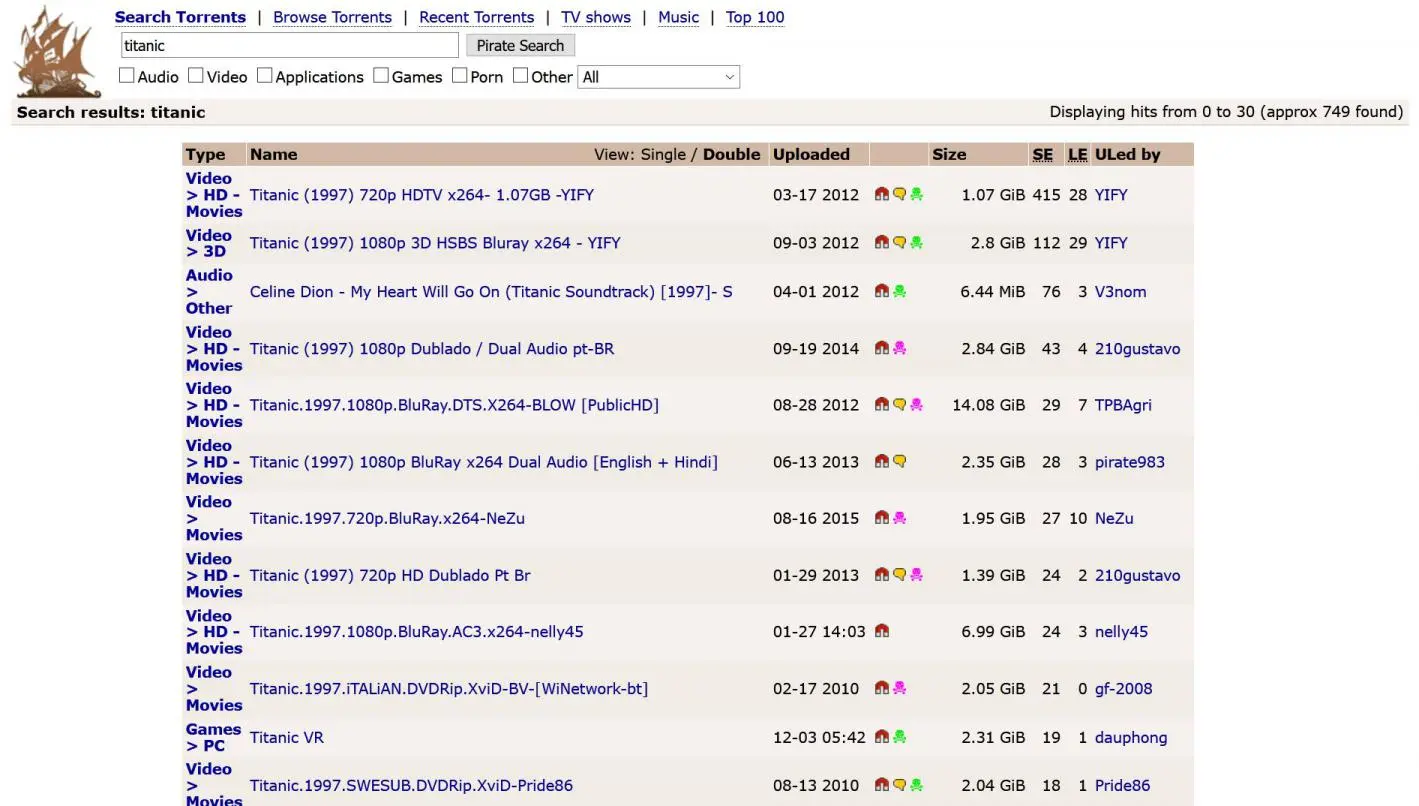 Search Torrents | Browse Torrents | Recent Torrents | TV shows | Music | Top 100
titanic Pirate Search
Audio Video Applications Games Porn Other All
Search results: titanic Displaying hits from 0 to 30 (approx 749 found)
Type Name View: Single / Double Uploaded Size SE LE ULed by
Video
> HD - Titanic (1997) 720p HDTV x264- 1.07GB -YIFY 03-17 2012 1.07 GiB 415 28 YIFY
Movies
Video
> 3D Titanic (1997) 1080p 3D HSBS Bluray x264 - YIFY 09-03 2012 2.8 GiB 112 29 YIFY
Audio
> Celine Dion - My Heart Will Go On (Titanic Soundtrack) [1997]- S 04-01 2012 6.44 MiB 76 3 V3nom
Other
Video
> HD - Titanic (1997) 1080p Dublado / Dual Audio pt-BR 09-19 2014 2.84 GiB 43 4 210gustavo
Movies
Video
> HD - Titanic.1997.1080p.BluRay.DTS.X264-BLOW [PublicHD] 08-28 2012 14.08 GiB 29 7 TPBAgri
Movies
Video
> HD - Titanic (1997) 1080p BluRay x264 Dual Audio [English + Hindi] 06-13 2013 2.35 GiB 28 3 pirate983
Movies
Video
> Titanic.1997.720p.BluRay.x264-NeZu 08-16 2015 1.95 GiB 27 10 NeZu
Movies
Video
> HD - Titanic (1997) 720p HD Dublado Pt Br 01-29 2013 1.39 GiB 24 2 210gustavo
Movies
Video
> HD - Titanic.1997.1080p.BluRay.AC3.x264-nelly45 01-27 14:03 6.99 GiB 24 3 nelly45
Movies
Video
> Titanic.1997.iTALiAN.DVDRip.XviD-BV-[WiNetwork-bt] 02-17 2010 2.05 GiB 21 0 gf-2008
Movies
Games
> PC Titanic VR 12-03 05:42 2.31 GiB 19 1 dauphong
Video
> Titanic.1997.SWESUB.DVDRip.XviD-Pride86 08-13 2010 2.04 GiB 18 1 Pride86
Movies